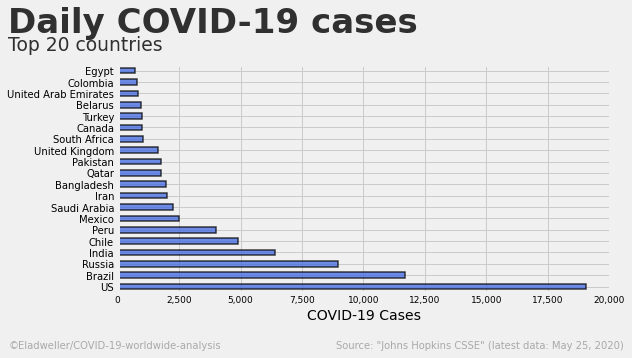 Daily COVID-19 cases
Top 20 countries
Egypt
Colombia
United Arab Emirates
Belarus
Turkey
Canada
South Africa
United Kingdom
Pakistan
Qatar
Bangladesh
Iran
Saudi Arabia
Mexico
Peru
Chile
India
Russia
Brazil
US
0 2,500 5,000 7,500 10,000 12,500 15,000 17,500 20,000
COVID-19 Cases
©Eladweller/COVID-19-worldwide-analysis Source: "Johns Hopkins CSSE" (latest data: May 25, 2020)